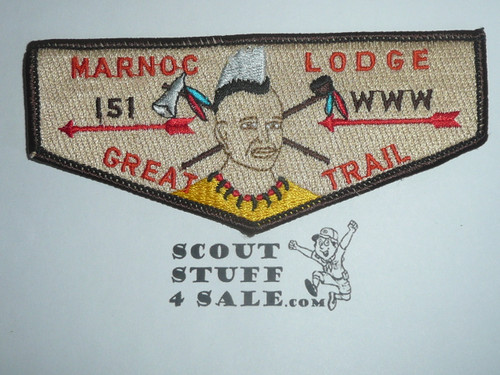 MARNOC LODGE
151 WWW
GREAT TRAIL
SCOUT
STUFF
4 SALE.com